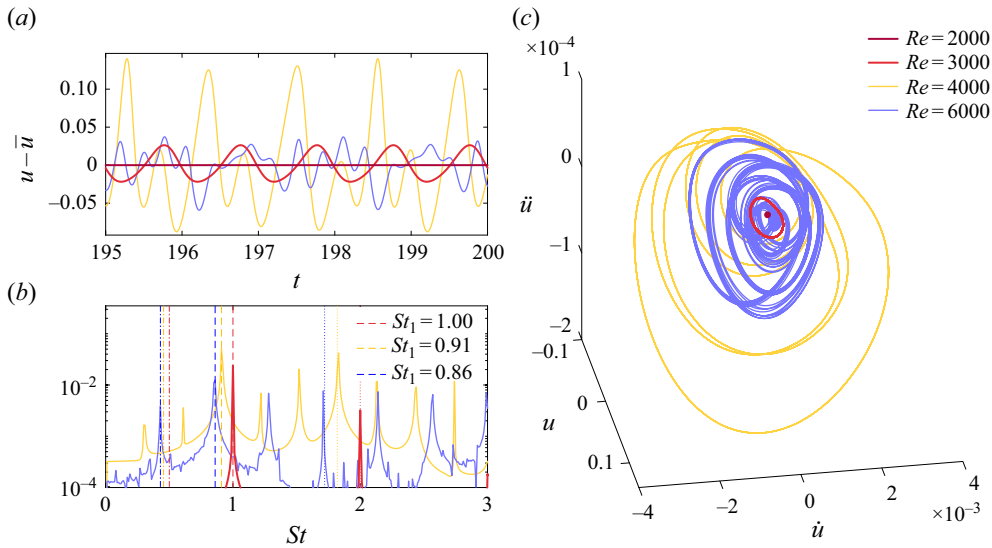 (a)
0.10
0.05
0
−0.05
u − u̅
195
196
197
198
199
200
t
(b)
10⁻²
10⁻⁴
St₁ = 1.00
St₁ = 0.91
St₁ = 0.86
0
1
2
3
St
(c)
×10⁻⁴
1
0
−1
−2
ü
−0.1
0
0.1
u
−4
−2
0
2
4
×10⁻³
u̇
Re = 2000
Re = 3000
Re = 4000
Re = 6000